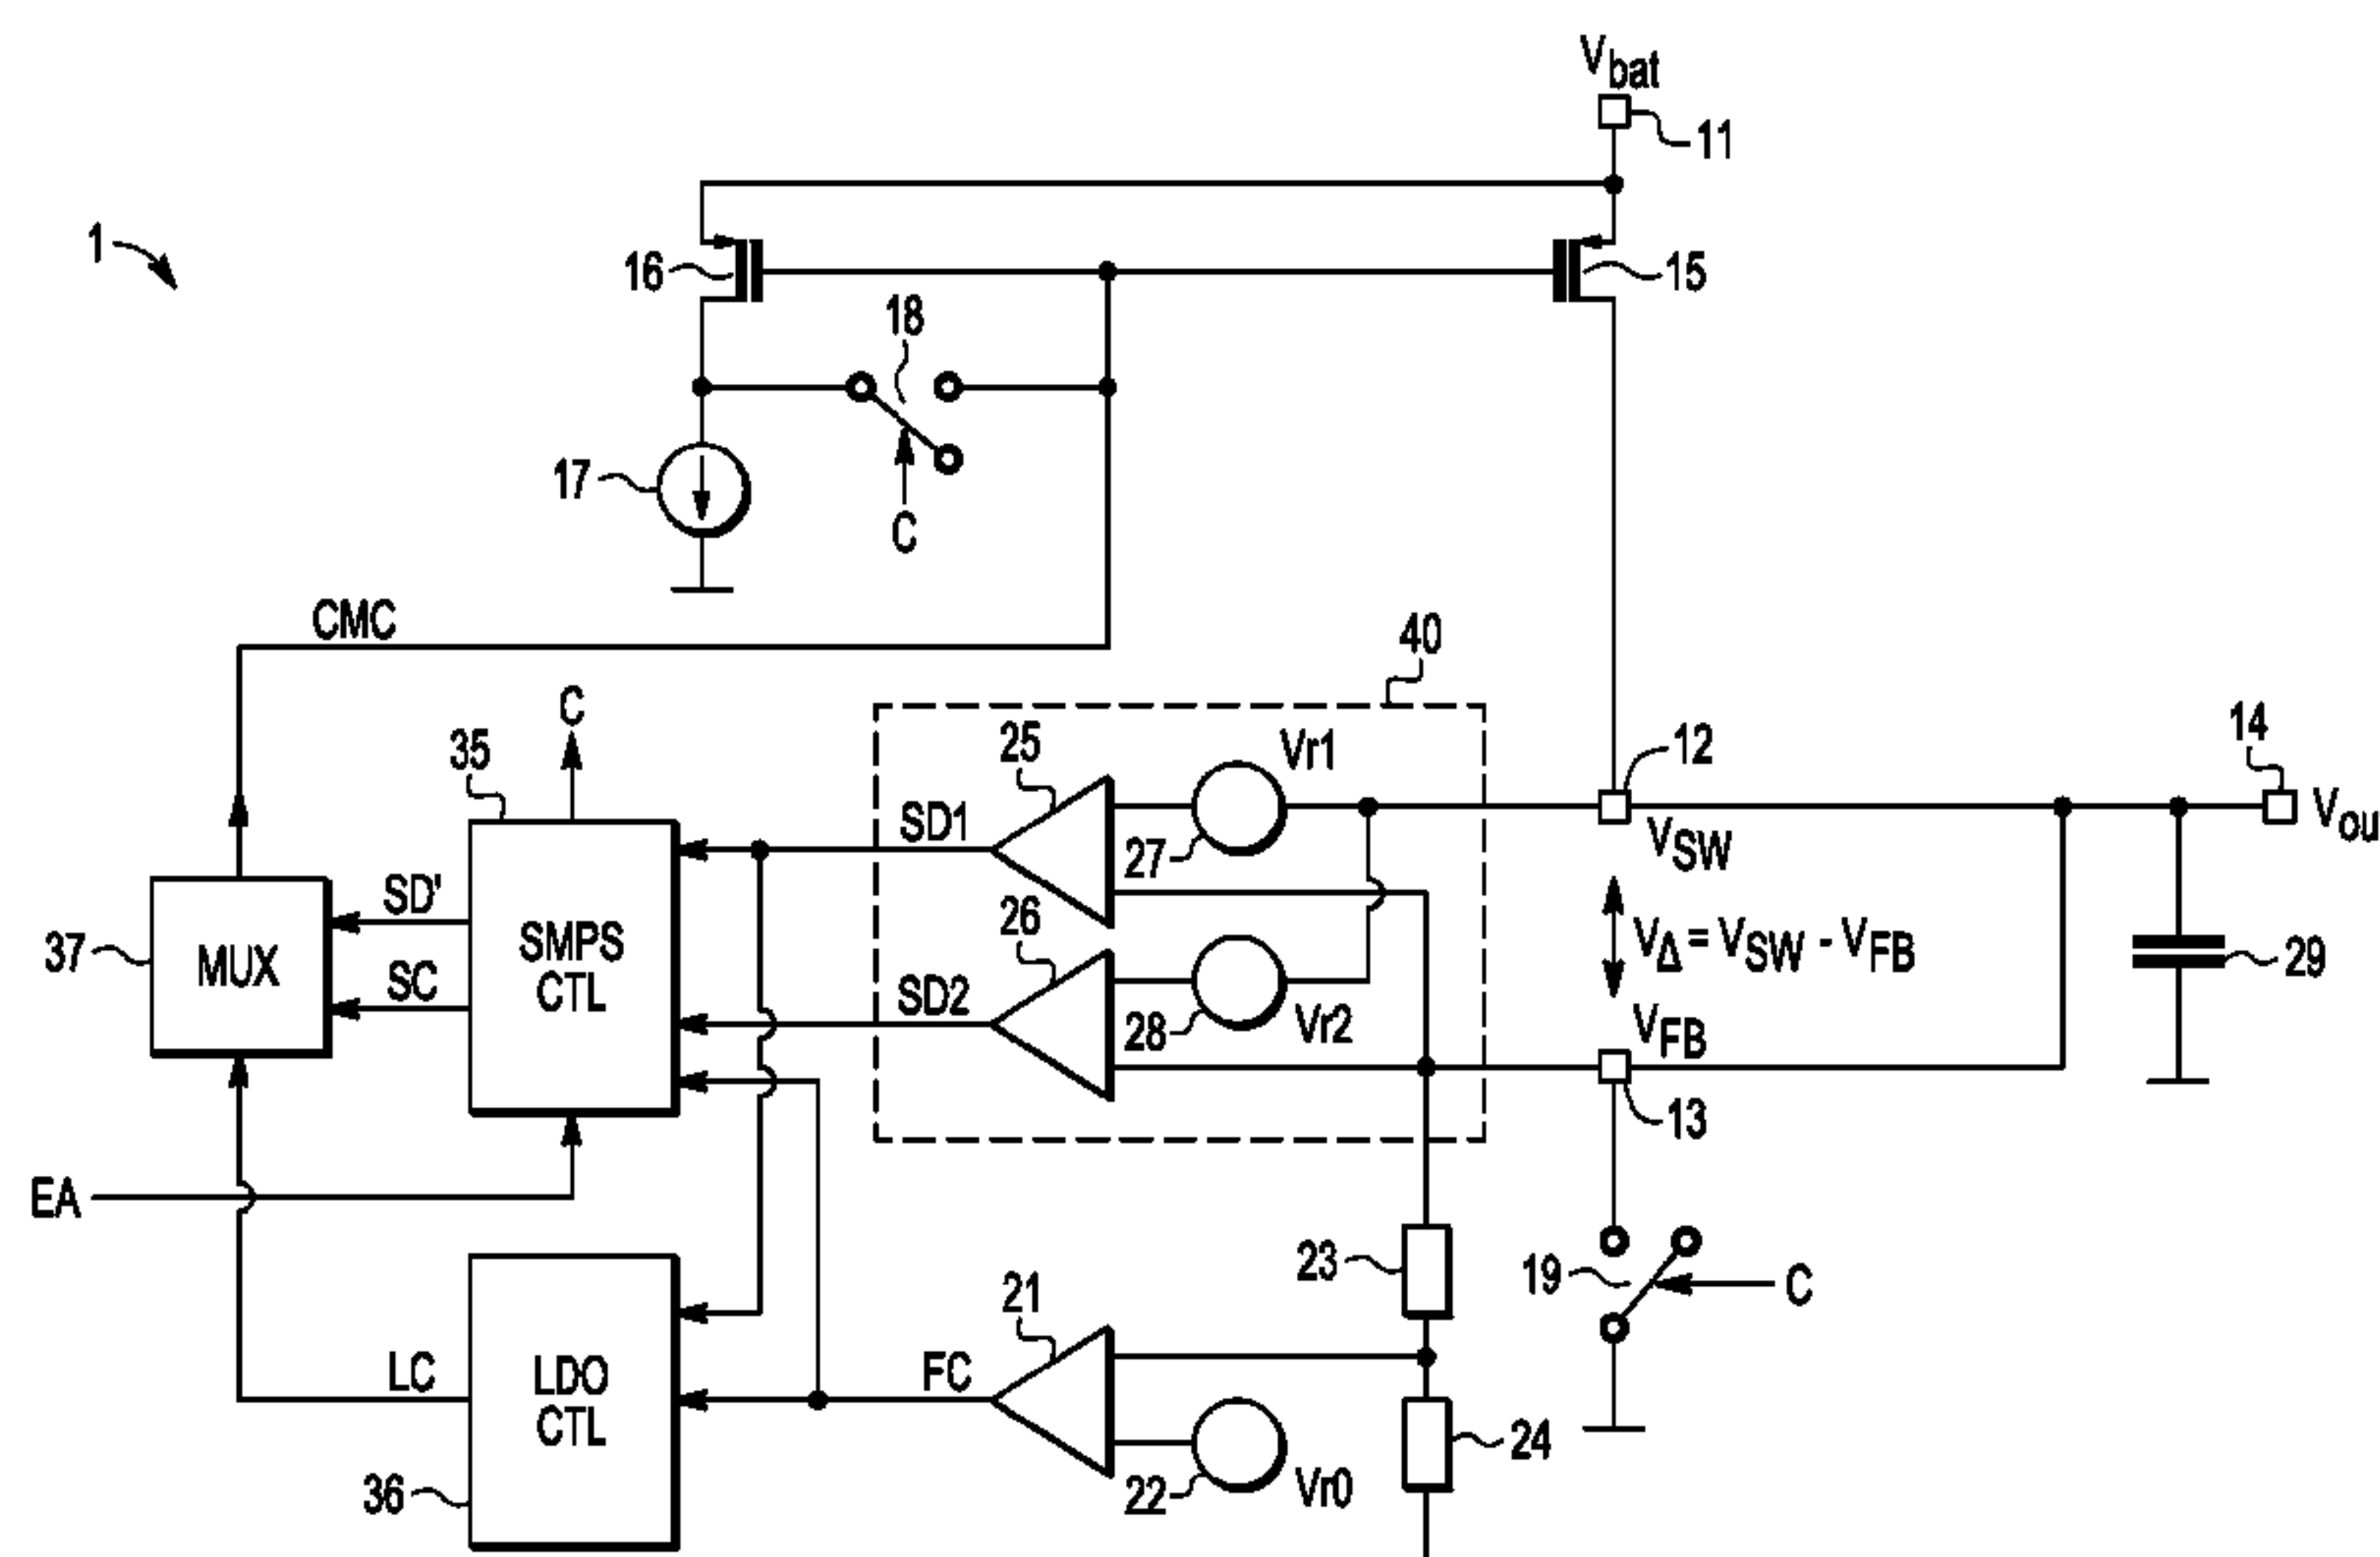 Vbat
11
1
16
15
18
17
C
CMC
40
C
14
35
25
Vr1
12
SD1
27
VSW
Vou
26
SD'
37
MUX
SMPS
CTL
SC
VΔ = VSW - VFB
29
SD2
28
Vr2
VFB
13
EA
23
19
C
21
LC
LDO
CTL
FC
24
36
22
Vr0